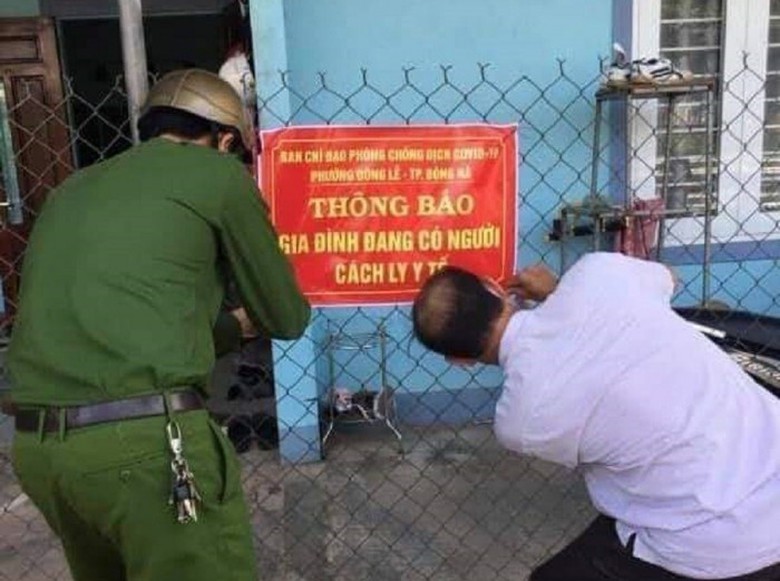 BAN CHỈ ĐẠO PHÒNG CHỐNG DỊCH COVID-19
PHƯỜNG ĐÔNG LỄ - TP. ĐÔNG HÀ
THÔNG BÁO
GIA ĐÌNH ĐANG CÓ NGƯỜI
CÁCH LY Y TẾ